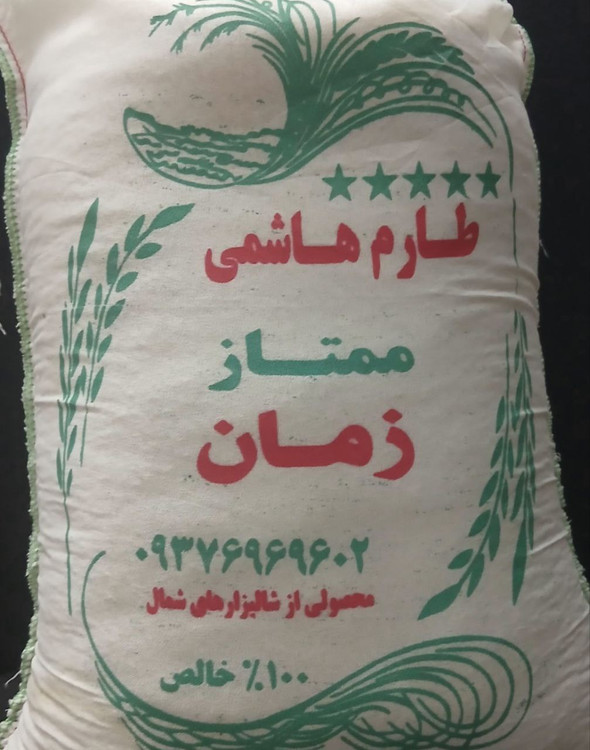 طارم هاشمی
ممتاز
زمان
۰۹۳۷۶۹۶۹۶۰۲
محصولی از شالیزارهای شمال
۱۰۰٪ خالص